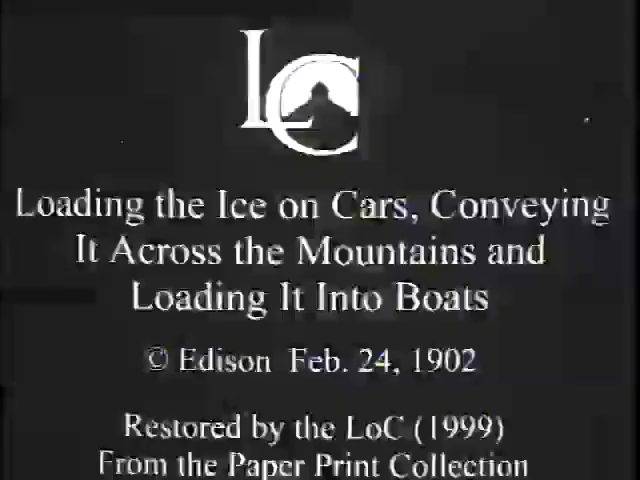 LC
Loading the Ice on Cars, Conveying
It Across the Mountains and
Loading It Into Boats
© Edison Feb. 24, 1902
Restored by the LoC (1999)
From the Paper Print Collection